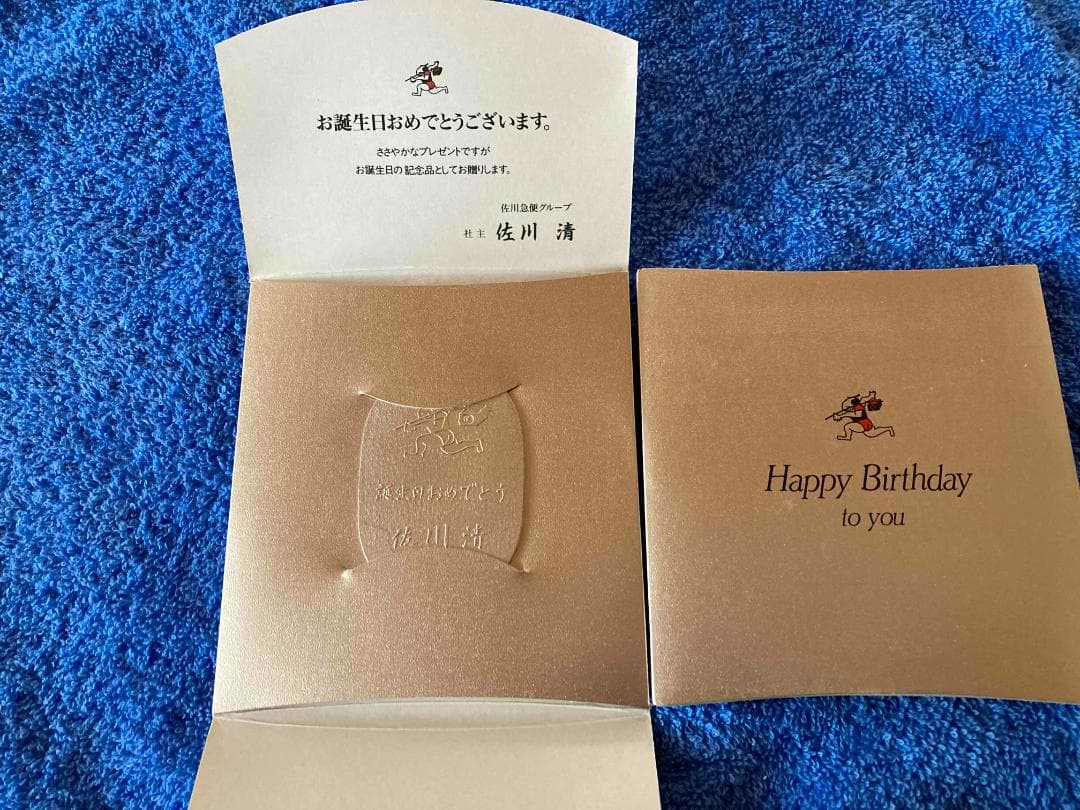 お誕生日おめでとうございます。
ささやかなプレゼントですが
お誕生日の記念品としてお贈りします。
佐川急便グループ
社主 佐川 清
誕生日おめでとう
佐川清
Happy Birthday
to you